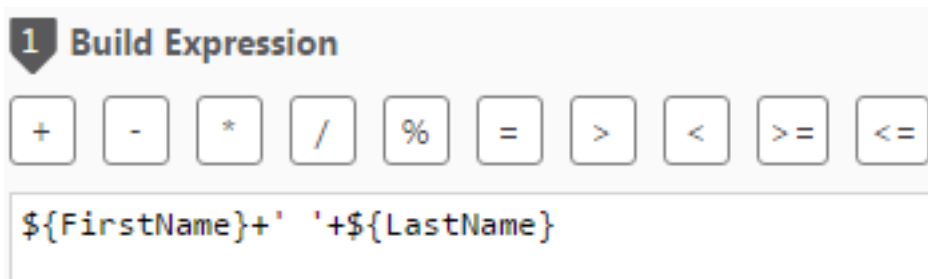 1 Build Expression
+ - * / % = > < >= <=
${FirstName}+' '+${LastName}